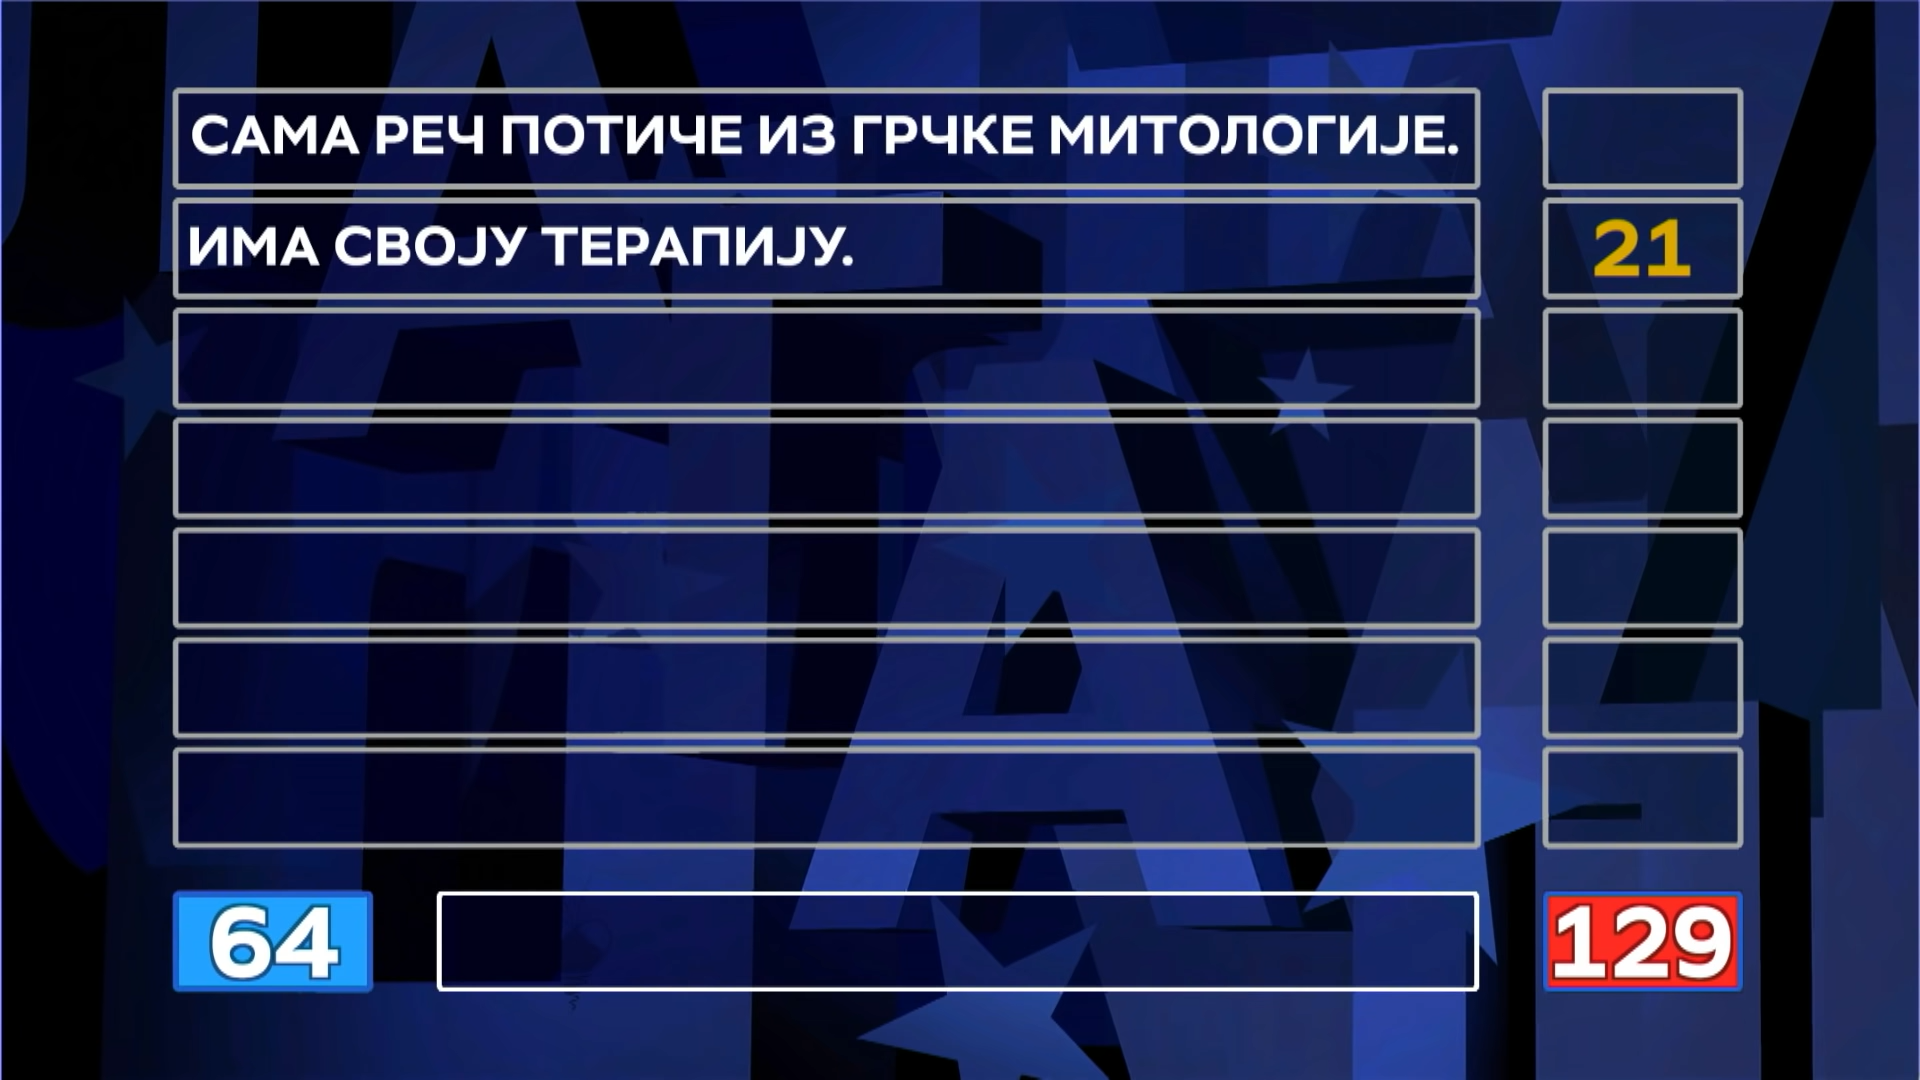 САМА РЕЧ ПОТИЧЕ ИЗ ГРЧКЕ МИТОЛОГИЈЕ.
ИМА СВОЈУ ТЕРАПИЈУ.
21
64
129